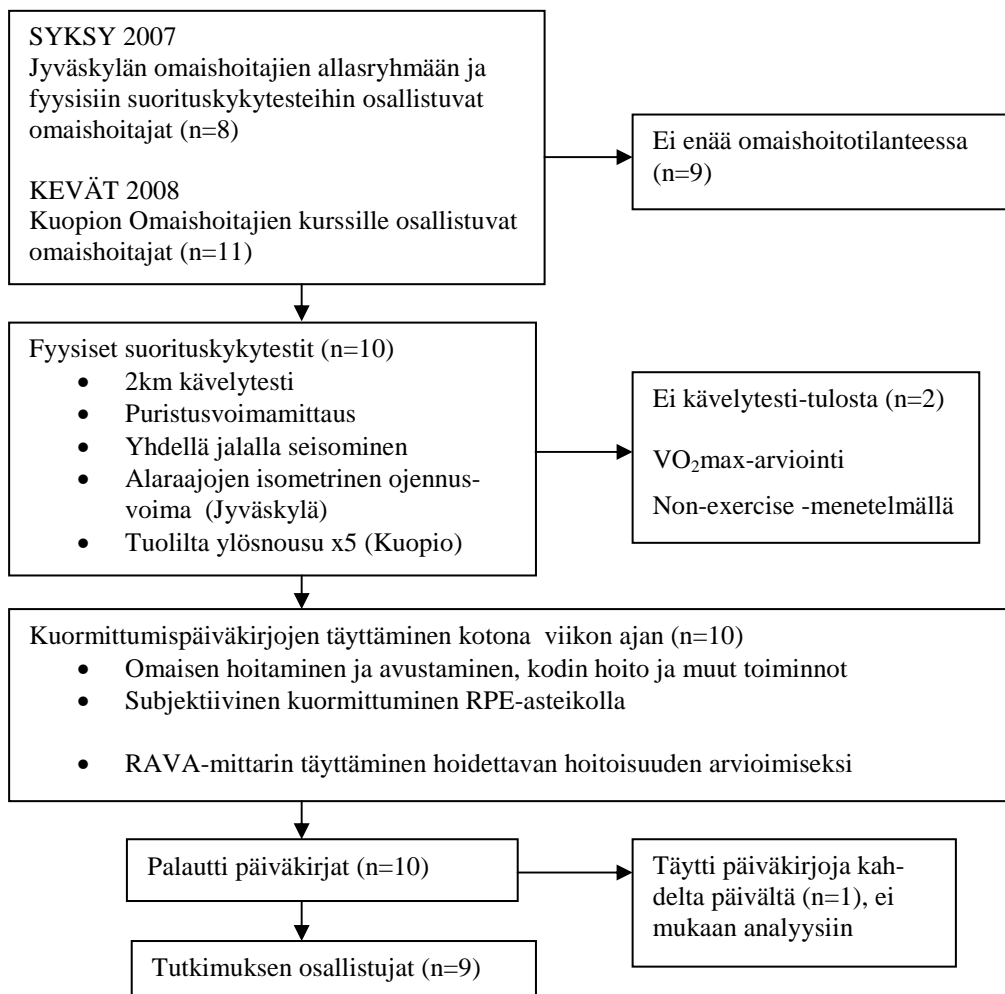 SYKSY 2007
Jyväskylän omaishoitajien allasryhmään ja
fyysisiin suorituskykytesteihin osallistuvat
omaishoitajat (n=8)
KEVÄT 2008
Kuopion Omaishoitajien kurssille osallistuvat
omaishoitajat (n=11)
Ei enää omaishoitotilanteessa
(n=9)
Fyysiset suorituskykytestit (n=10)
• 2km kävelytesti
• Puristusvoimamittaus
• Yhdellä jalalla seisominen
• Alaraajojen isometrinen ojennus-
voima (Jyväskylä)
• Tuolilta ylösnousu x5 (Kuopio)
Ei kävelytesti-tulosta (n=2)
VO₂max-arviointi
Non-exercise -menetelmällä
Kuormittumispäiväkirjojen täyttäminen kotona viikon ajan (n=10)
• Omaisen hoitaminen ja avustaminen, kodin hoito ja muut toiminnot
• Subjektiivinen kuormittuminen RPE-asteikolla
• RAVA-mittarin täyttäminen hoidettavan hoitoisuuden arvioimiseksi
Palautti päiväkirjat (n=10)
Täytti päiväkirjoja kah-
delta päivältä (n=1), ei
mukaan analyysiin
Tutkimuksen osallistujat (n=9)